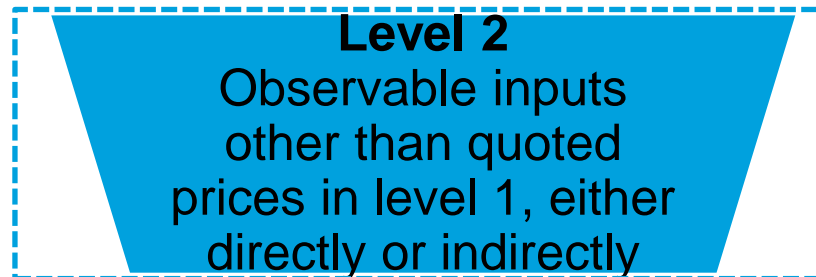 Level 2
Observable inputs
other than quoted
prices in level 1, either
directly or indirectly